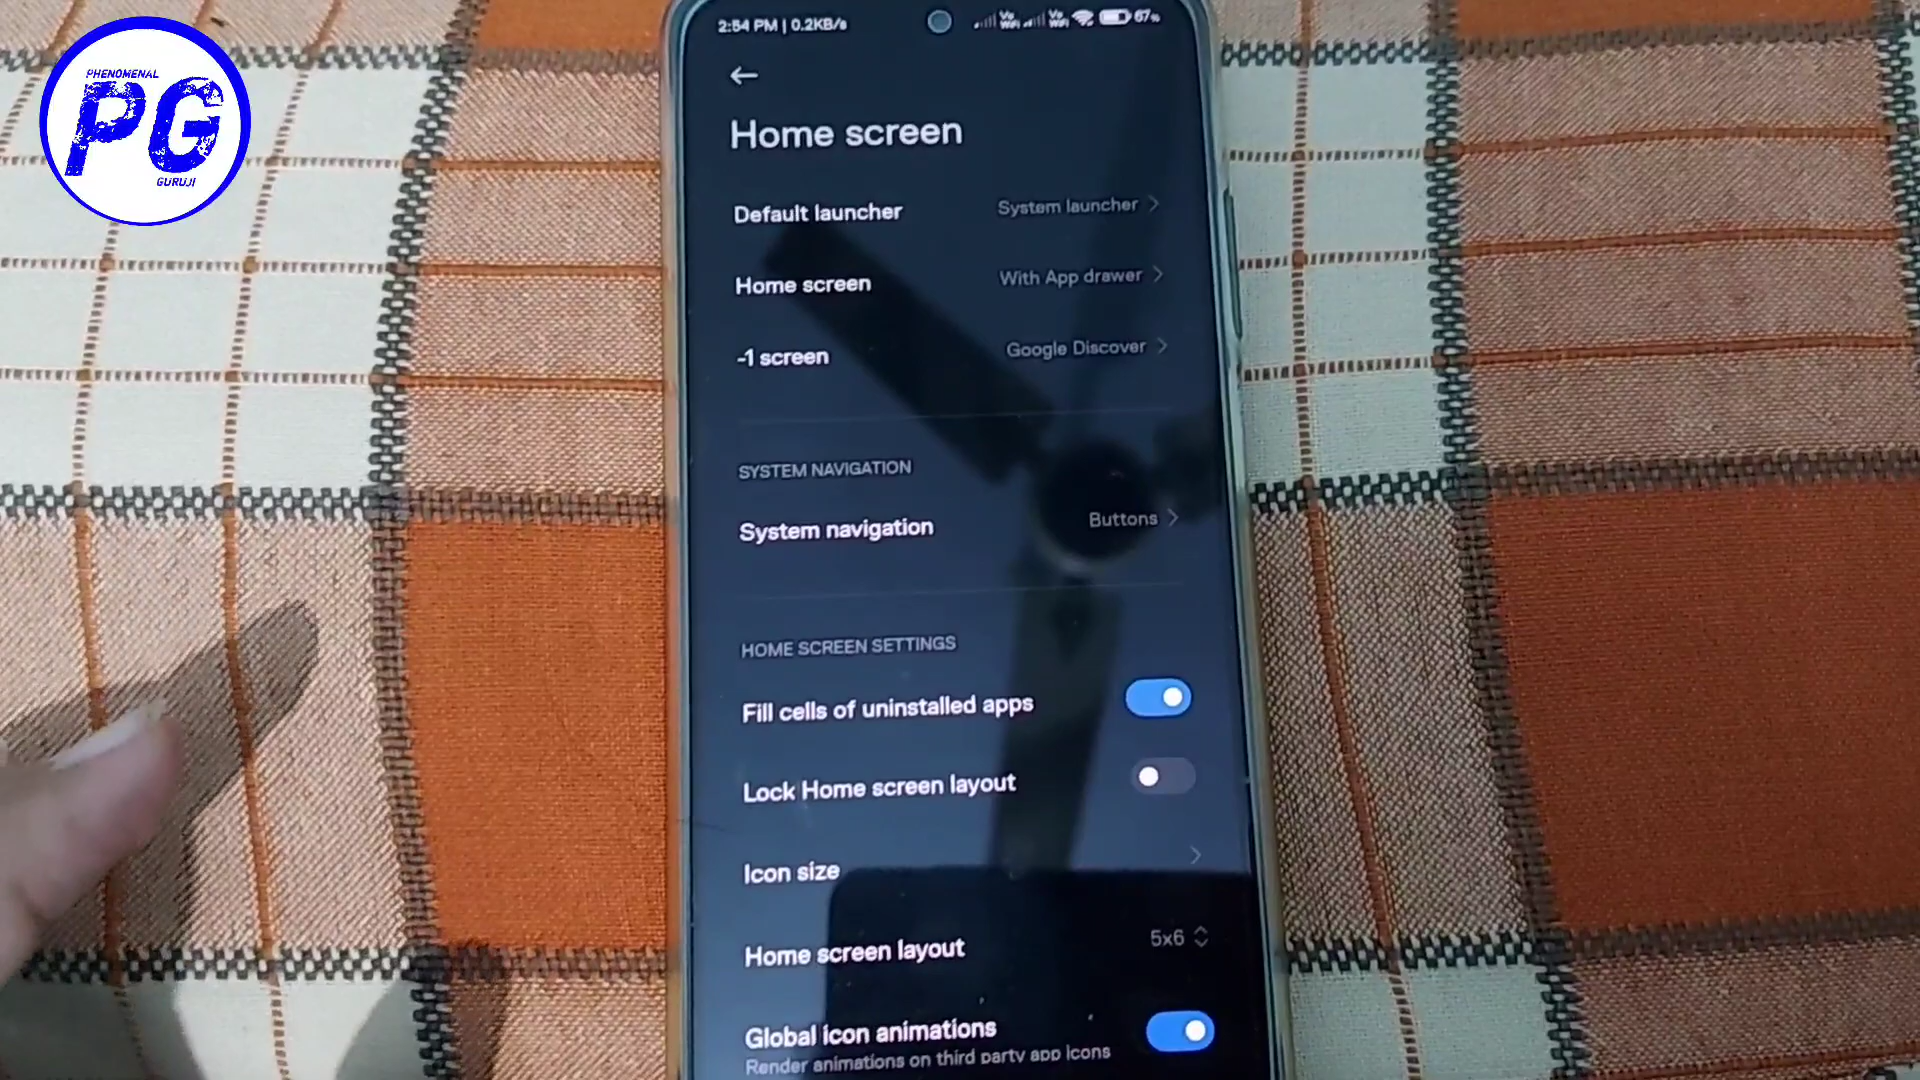 PHENOMENAL
PG
GURUJI
2:54 PM | 0.2KB/s
67%
Home screen
Default launcher System launcher
Home screen With App drawer
-1 screen Google Discover
SYSTEM NAVIGATION
System navigation Buttons
HOME SCREEN SETTINGS
Fill cells of uninstalled apps
Lock Home screen layout
Icon size
Home screen layout 5x6
Global icon animations
Render animations on third party app icons